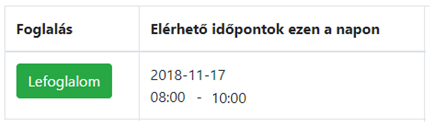 Foglalás Elérhető időpontok ezen a napon
Lefoglalom 2018-11-17
08:00 - 10:00